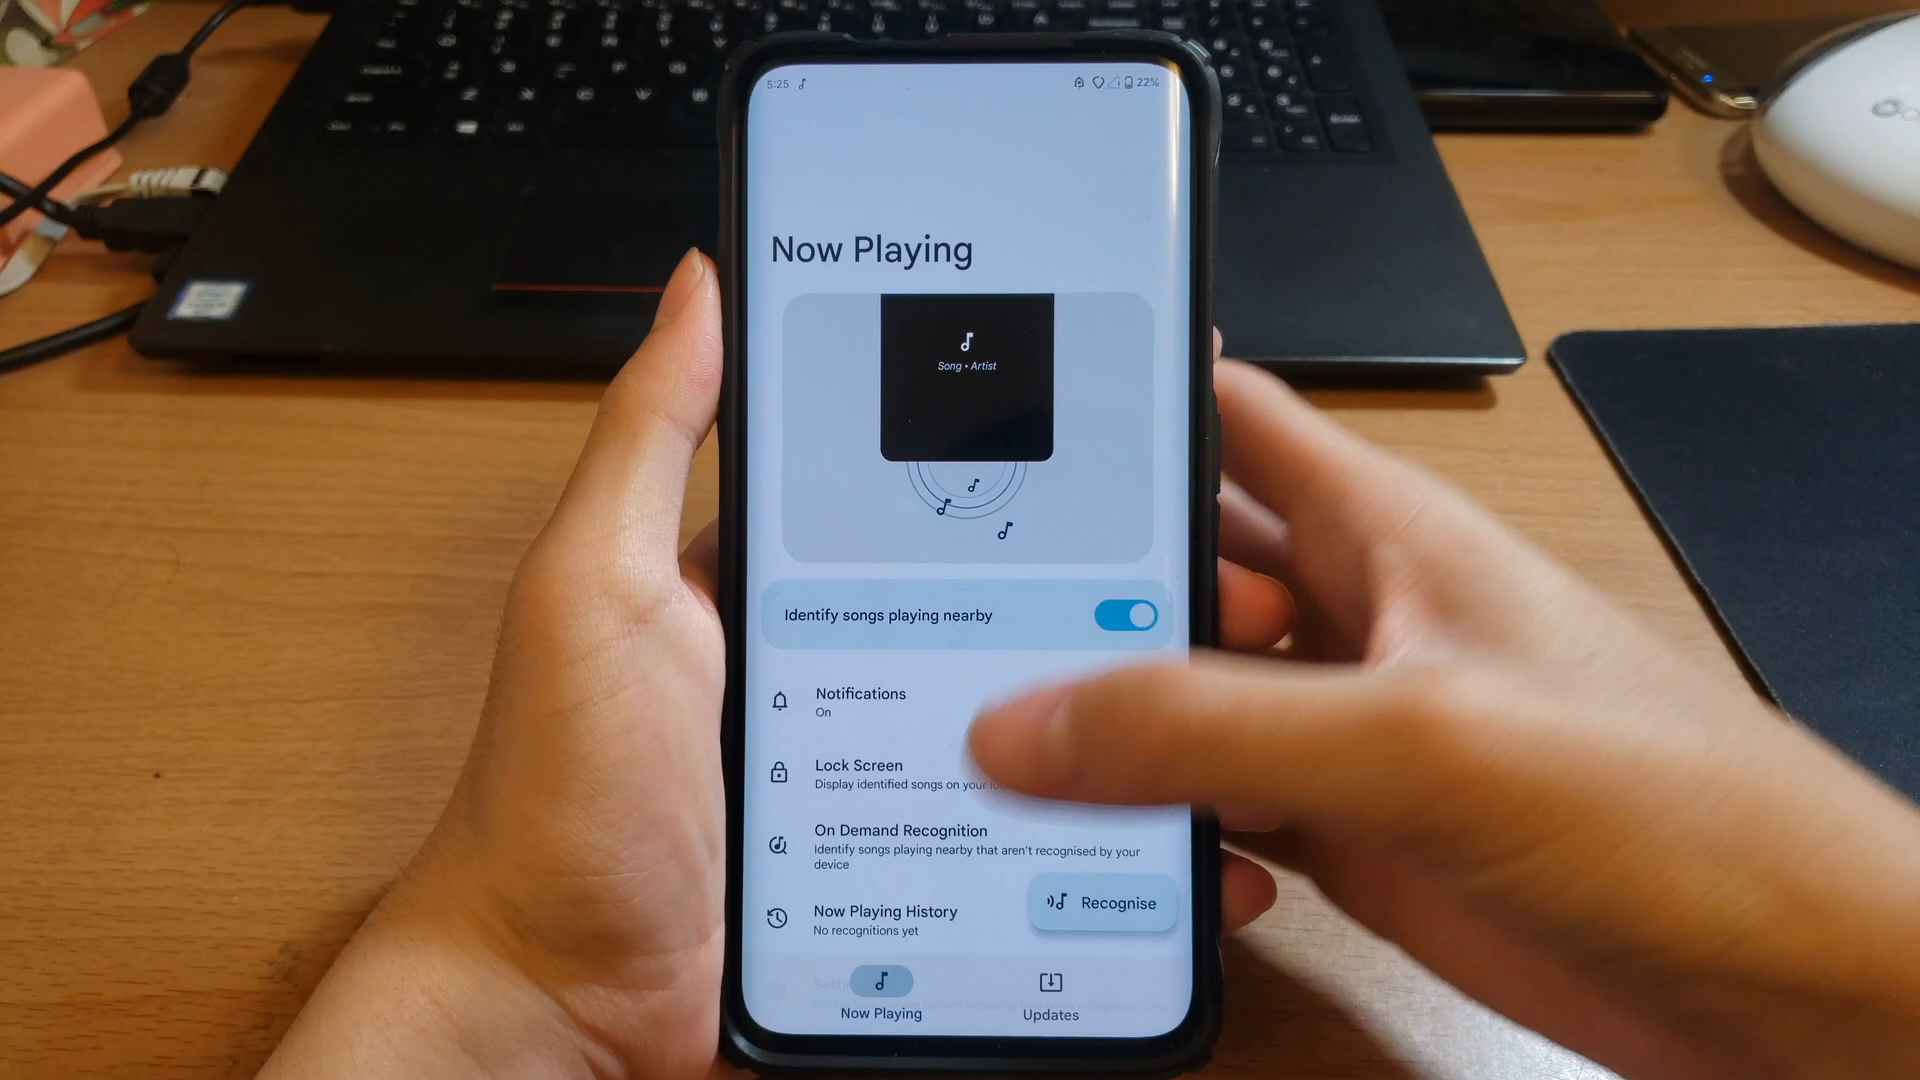 5:25
22%
Now Playing
Song • Artist
Identify songs playing nearby
Notifications
On
Lock Screen
Display identified songs on your
On Demand Recognition
Identify songs playing nearby that aren't recognised by your
device
Now Playing History
No recognitions yet
Recognise
Now Playing
Updates